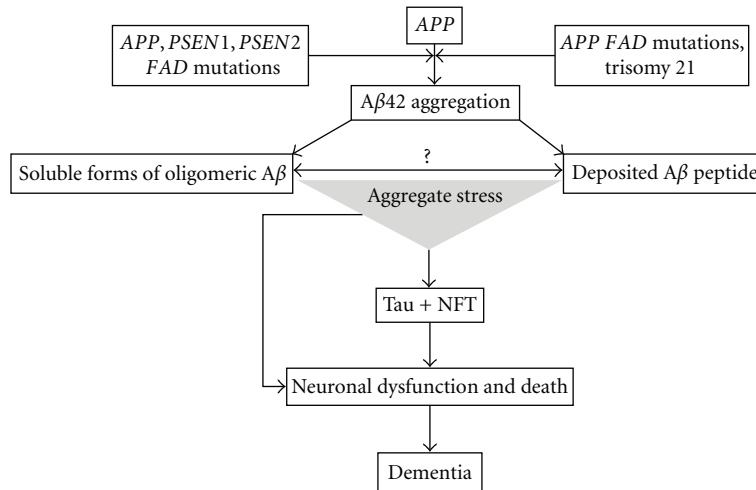 APP
APP, PSEN1, PSEN2
FAD mutations
APP FAD mutations,
trisomy 21
Aβ42 aggregation
?
Soluble forms of oligomeric Aβ
Deposited Aβ peptide
Aggregate stress
Tau + NFT
Neuronal dysfunction and death
Dementia